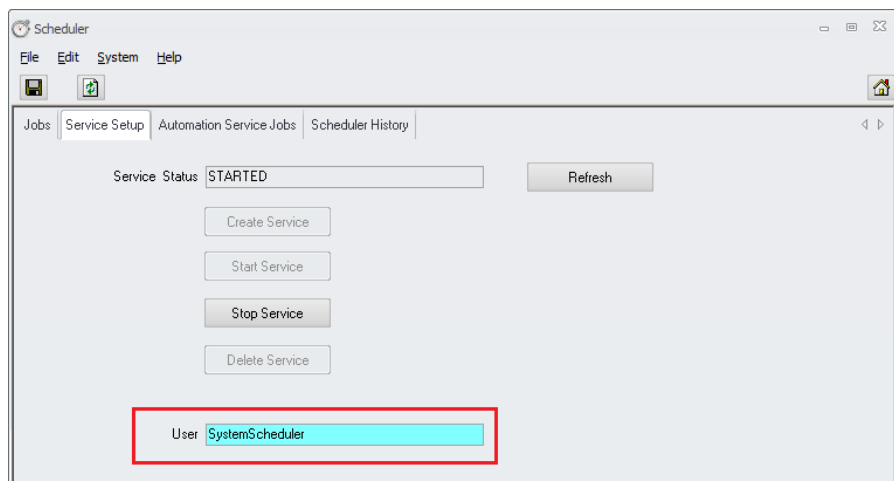 Scheduler
File Edit System Help
Jobs Service Setup Automation Service Jobs Scheduler History
Service Status STARTED Refresh
Create Service
Start Service
Stop Service
Delete Service
User SystemScheduler